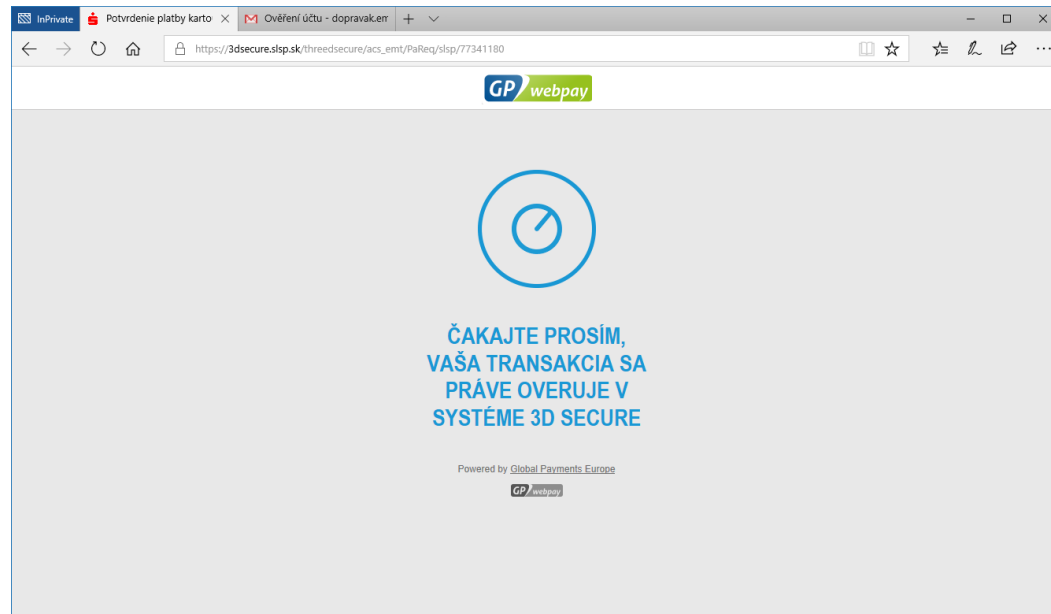 InPrivate
Potvrdenie platby karto
Ověření účtu - dopravak.em
https://3dsecure.slsp.sk/threedsecure/acs_emt/PaReq/slsp/77341180
GP webpay
ČAKAJTE PROSÍM,
VAŠA TRANSAKCIA SA
PRÁVE OVERUJE V
SYSTÉME 3D SECURE
Powered by Global Payments Europe
GP webpay